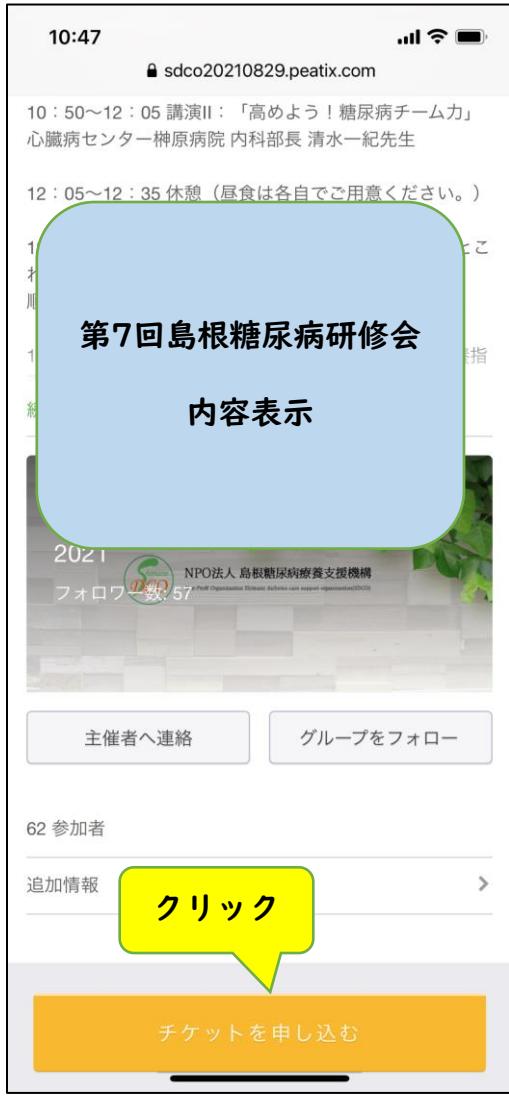 10:47
sdco20210829.peatix.com
10：50～12：05 講演II：「高めよう！糖尿病チーム力」
心臓病センター榊原病院 内科部長 清水一紀先生
12：05～12：35 休憩（昼食は各自でご用意ください。）
第7回島根糖尿病研修会
内容表示
2021
NPO法人 島根糖尿病療養支援機構
フォロワー数: 57
主催者へ連絡
グループをフォロー
62 参加者
追加情報
クリック
チケットを申し込む